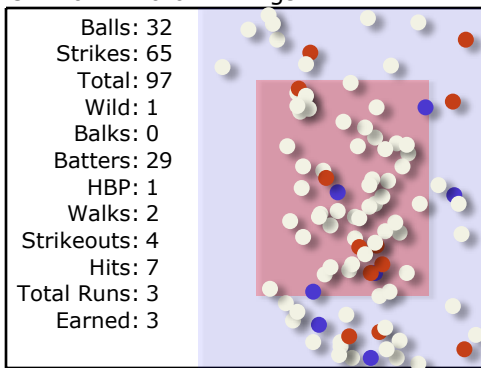 Balls: 32
Strikes: 65
Total: 97
Wild: 1
Balks: 0
Batters: 29
HBP: 1
Walks: 2
Strikeouts: 4
Hits: 7
Total Runs: 3
Earned: 3